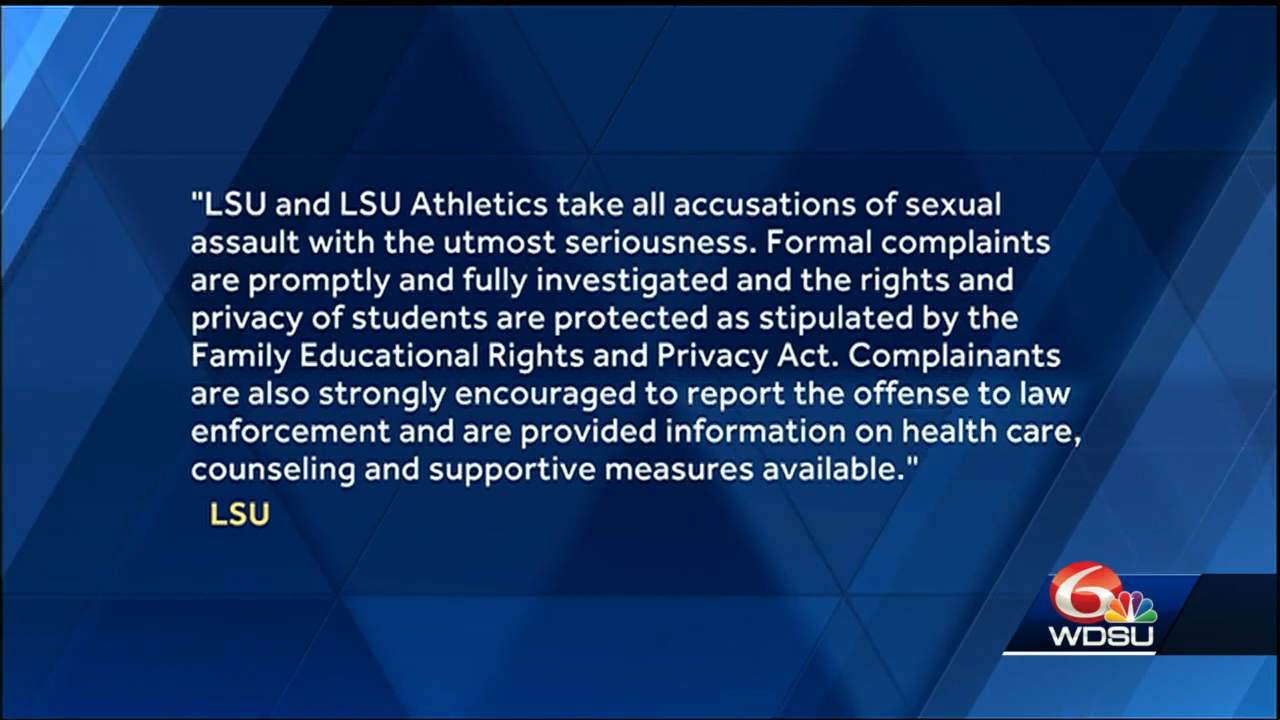 "LSU and LSU Athletics take all accusations of sexual
assault with the utmost seriousness. Formal complaints
are promptly and fully investigated and the rights and
privacy of students are protected as stipulated by the
Family Educational Rights and Privacy Act. Complainants
are also strongly encouraged to report the offense to law
enforcement and are provided information on health care,
counseling and supportive measures available."
LSU
6
WDSU